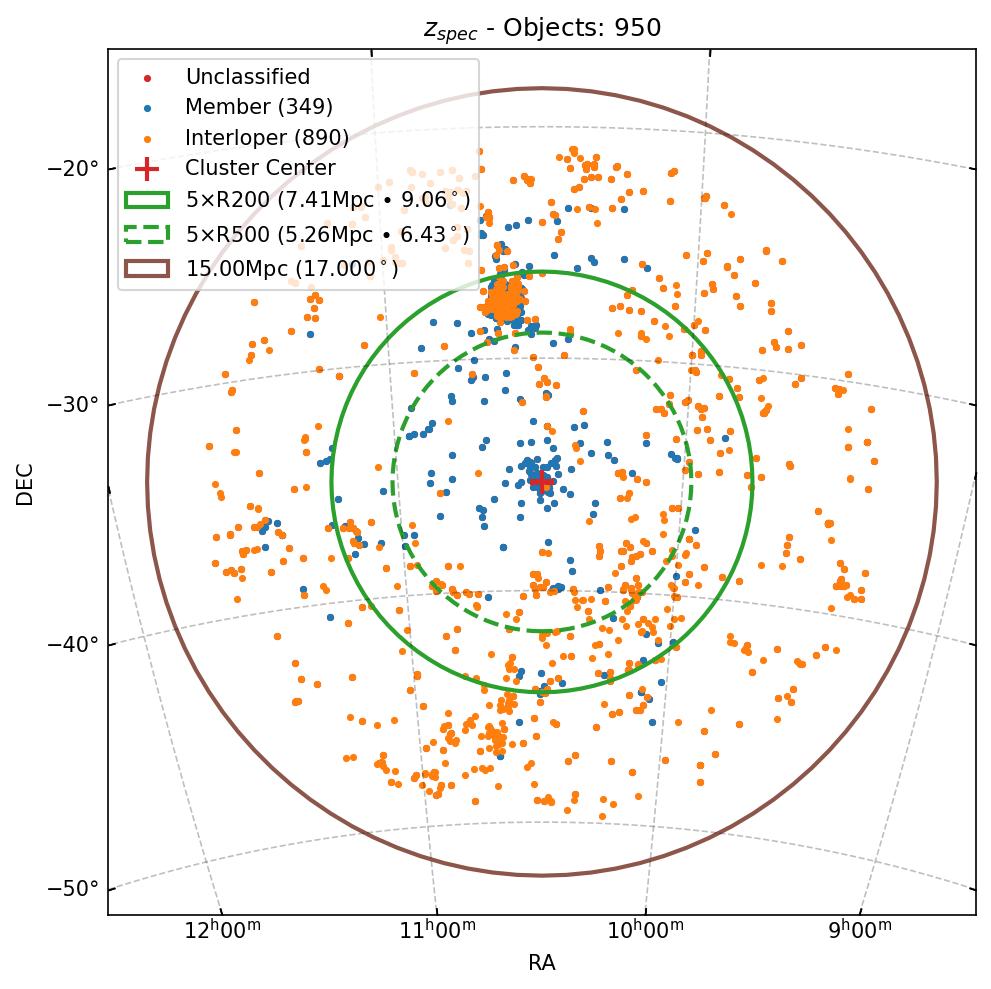 z_spec - Objects: 950
Unclassified
Member (349)
Interloper (890)
Cluster Center
5×R200 (7.41Mpc • 9.06°)
5×R500 (5.26Mpc • 6.43°)
15.00Mpc (17.000°)
−20°
−30°
−40°
−50°
DEC
12ʰ00ᵐ
11ʰ00ᵐ
10ʰ00ᵐ
9ʰ00ᵐ
RA